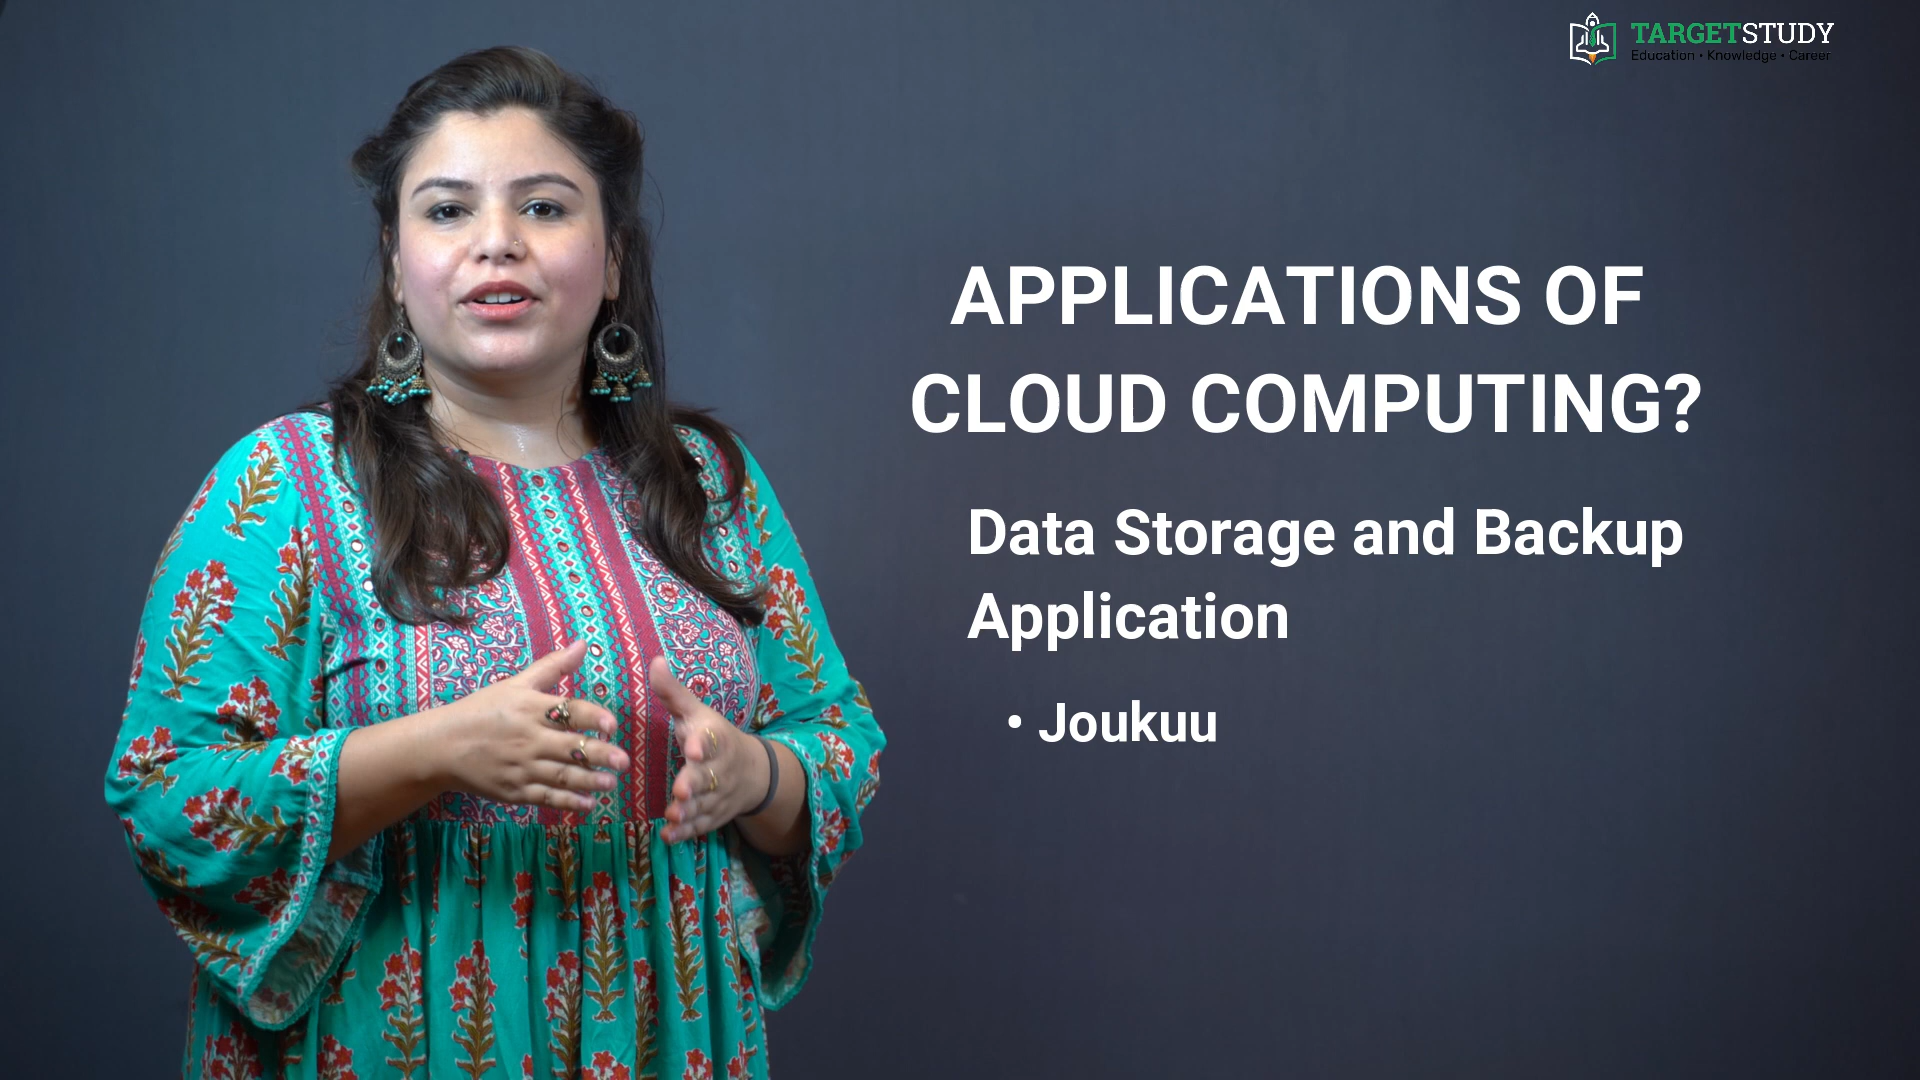 TARGETSTUDY
Education • Knowledge • Career
APPLICATIONS OF
CLOUD COMPUTING?
Data Storage and Backup
Application
• Joukuu